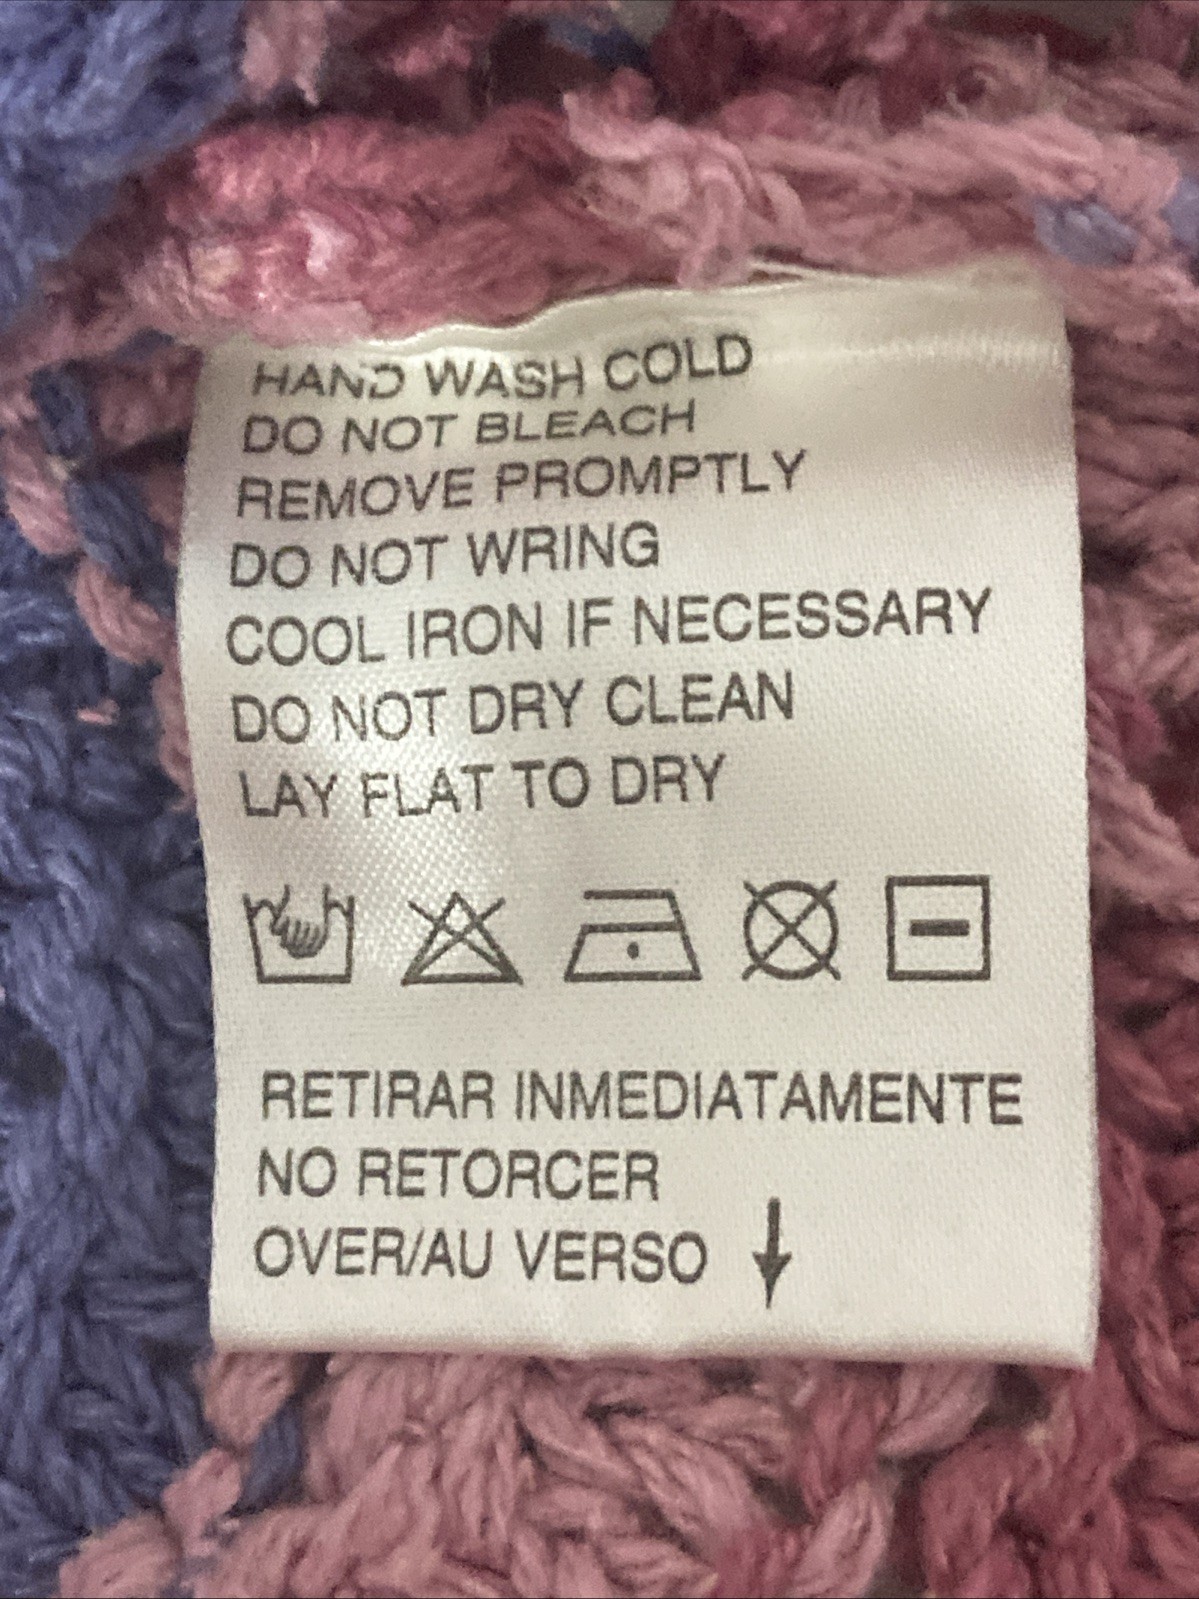 HAND WASH COLD
DO NOT BLEACH
REMOVE PROMPTLY
DO NOT WRING
COOL IRON IF NECESSARY
DO NOT DRY CLEAN
LAY FLAT TO DRY
RETIRAR INMEDIATAMENTE
NO RETORCER
OVER/AU VERSO